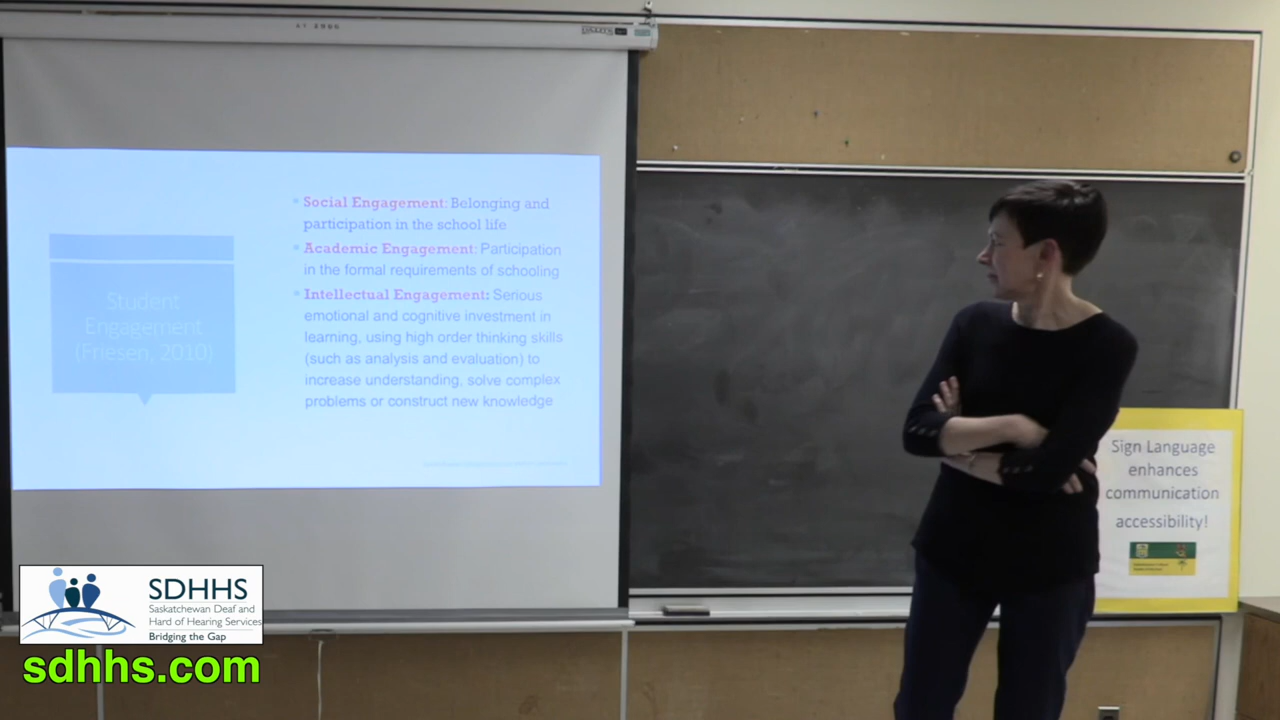 Social Engagement: Belonging and
participation in the school life
Academic Engagement: Participation
in the formal requirements of schooling
Intellectual Engagement: Serious
emotional and cognitive investment in
learning, using high order thinking skills
(such as analysis and evaluation) to
increase understanding, solve complex
problems or construct new knowledge
Student
Engagement
(Friesen, 2010)
Sign Language
enhances
communication
accessibility!
SDHHS
Saskatchewan Deaf and
Hard of Hearing Services
Bridging the Gap
sdhhs.com